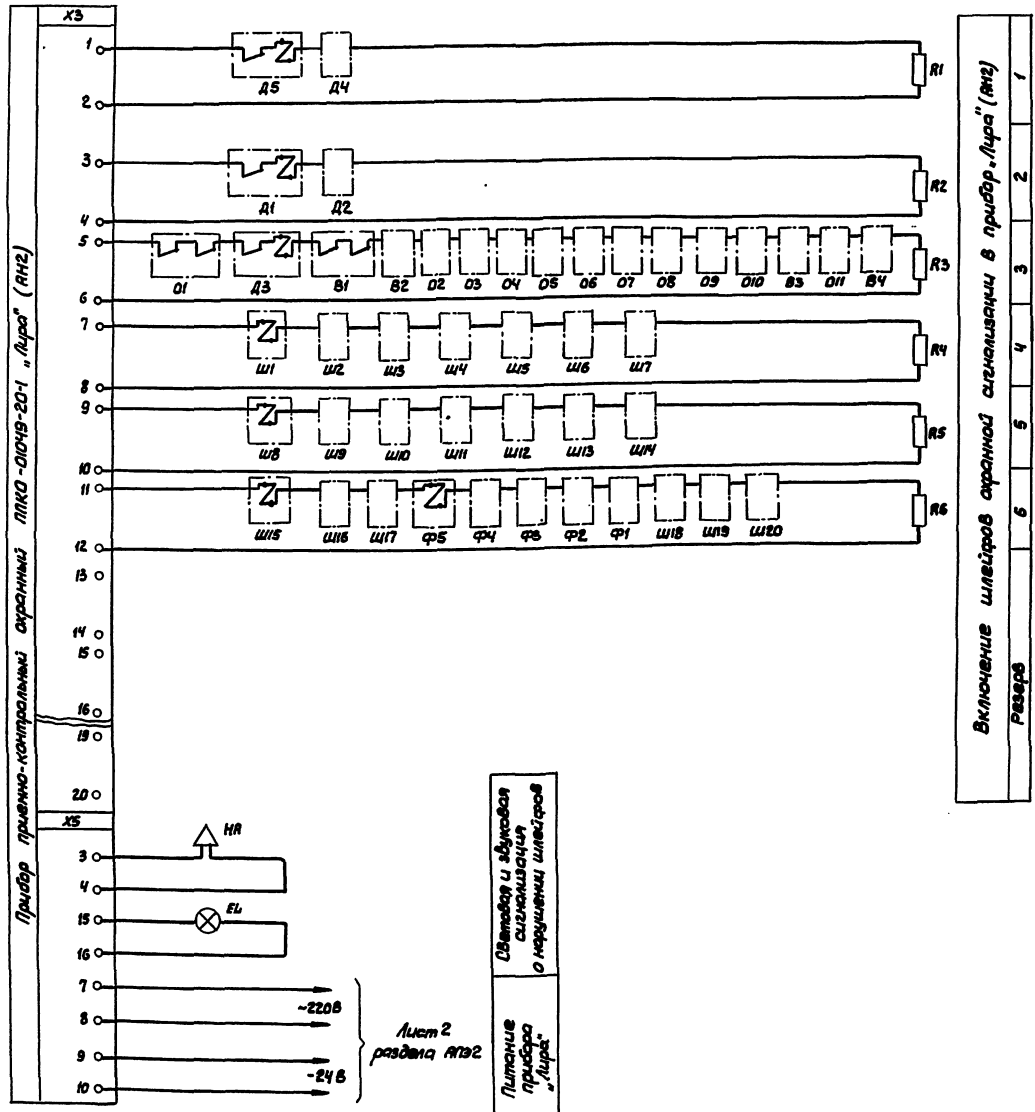 Прибор приемно-контрольный охранный ППКО-01049-20-1 „Лира" (АН2)
X3
1
Д5 Д4
R1
2
3
Д1 Д2
R2
4
5
01 Д3 В1 В2 02 03 04 05 06 07 08 09 010 В3 011 В4
R3
6
7
Ш1 Ш2 Ш3 Ш4 Ш5 Ш6 Ш7
R4
8
9
Ш8 Ш9 Ш10 Ш11 Ш12 Ш13 Ш14
R5
10
11
Ш15 Ш16 Ш17 Ф5 Ф4 Ф3 Ф2 Ф1 Ш18 Ш19 Ш20
R6
12
13
14
15
16
19
20
X5
3
HA
4
15
EL
16
7
~220В
8
9
-24В
10
Лист 2
раздела АПЭ2
Световая и звуковая
сигнализация
о нарушении шлейфов
Питание
прибора
„Лира"
Включение шлейфов охранной сигнализации в прибор „Лира" (АН2)
1
2
3
4
5
6
Резерв